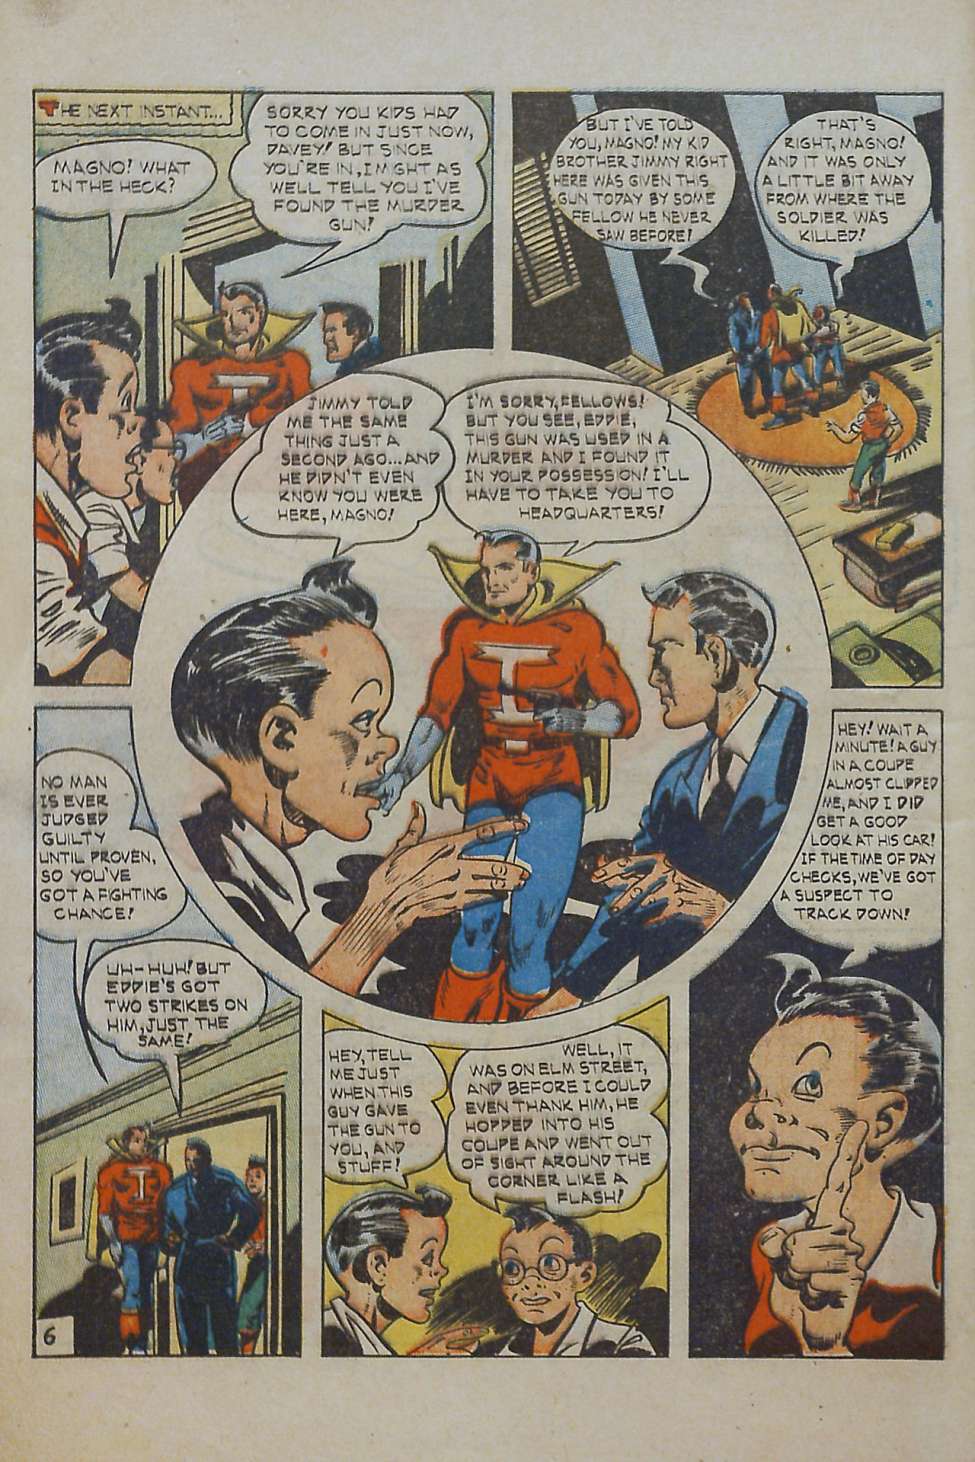 THE NEXT INSTANT...
MAGNO! WHAT
IN THE HECK?
SORRY YOU KIDS HAD
TO COME IN JUST NOW,
DAVEY! BUT SINCE
YOU'RE IN, I MIGHT AS
WELL TELL YOU I'VE
FOUND THE MURDER
GUN!
BUT I'VE TOLD
YOU, MAGNO! MY KID
BROTHER JIMMY RIGHT
HERE WAS GIVEN THIS
GUN TODAY BY SOME
FELLOW HE NEVER
SAW BEFORE!
THAT'S
RIGHT, MAGNO!
AND IT WAS ONLY
A LITTLE BIT AWAY
FROM WHERE THE
SOLDIER WAS
KILLED!
JIMMY TOLD
ME THE SAME
THING JUST A
SECOND AGO...AND
HE DIDN'T EVEN
KNOW YOU WERE
HERE, MAGNO!
I'M SORRY, FELLOWS!
BUT YOU SEE, EDDIE,
THIS GUN WAS USED IN A
MURDER AND I FOUND IT
IN YOUR POSSESSION! I'LL
HAVE TO TAKE YOU TO
HEADQUARTERS!
I
NO MAN
IS EVER
JUDGED
GUILTY
UNTIL PROVEN,
SO YOU'VE
GOT A FIGHTING
CHANCE!
UH-HUH! BUT
EDDIE'S GOT
TWO STRIKES ON
HIM, JUST THE
SAME!
6
HEY, TELL
ME JUST
WHEN THIS
GUY GAVE
THE GUN TO
YOU, AND
STUFF!
WELL, IT
WAS ON ELM STREET,
AND BEFORE I COULD
EVEN THANK HIM, HE
HOPPED INTO HIS
COUPE AND WENT OUT
OF SIGHT AROUND THE
CORNER LIKE A
FLASH!
HEY! WAIT A
MINUTE! A GUY
IN A COUPE
ALMOST CLIPPED
ME, AND I DID
GET A GOOD
LOOK AT HIS CAR!
IF THE TIME OF DAY
CHECKS, WE'VE GOT
A SUSPECT TO
TRACK DOWN!